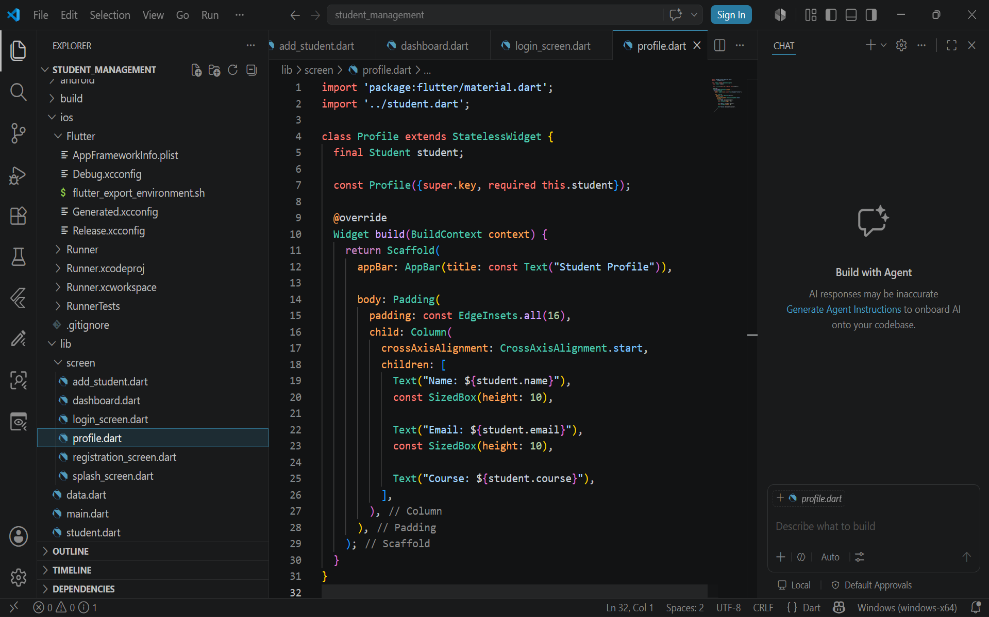 File Edit Selection View Go Run ···
student_management
Sign In
EXPLORER ···
STUDENT_MANAGEMENT
android
build
ios
Flutter
AppFrameworkInfo.plist
Debug.xcconfig
$ flutter_export_environment.sh
Generated.xcconfig
Release.xcconfig
Runner
Runner.xcodeproj
Runner.xcworkspace
RunnerTests
.gitignore
lib
screen
add_student.dart
dashboard.dart
login_screen.dart
profile.dart
registration_screen.dart
splash_screen.dart
data.dart
main.dart
student.dart
OUTLINE
TIMELINE
DEPENDENCIES
add_student.dart dashboard.dart login_screen.dart profile.dart
lib > screen > profile.dart > ...
1 import 'package:flutter/material.dart';
2 import '../student.dart';
3
4 class Profile extends StatelessWidget {
5 final Student student;
6
7 const Profile({super.key, required this.student});
8
9 @override
10 Widget build(BuildContext context) {
11 return Scaffold(
12 appBar: AppBar(title: const Text("Student Profile")),
13
14 body: Padding(
15 padding: const EdgeInsets.all(16),
16 child: Column(
17 crossAxisAlignment: CrossAxisAlignment.start,
18 children: [
19 Text("Name: ${student.name}"),
20 const SizedBox(height: 10),
21
22 Text("Email: ${student.email}"),
23 const SizedBox(height: 10),
24
25 Text("Course: ${student.course}"),
26 ],
27 ), // Column
28 ), // Padding
29 ); // Scaffold
30 }
31 }
32
CHAT
Build with Agent
AI responses may be inaccurate
Generate Agent Instructions to onboard AI
onto your codebase.
profile.dart
Describe what to build
Auto
Local Default Approvals
0 0 1
Ln 32, Col 1 Spaces: 2 UTF-8 CRLF { } Dart Windows (windows-x64)